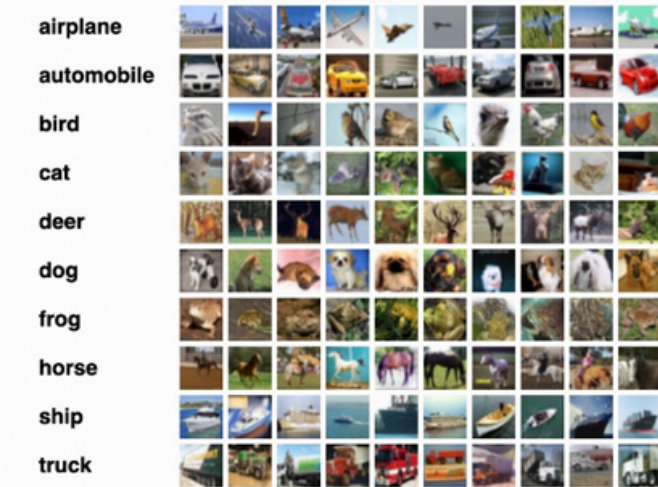 airplane
automobile
bird
cat
deer
dog
frog
horse
ship
truck